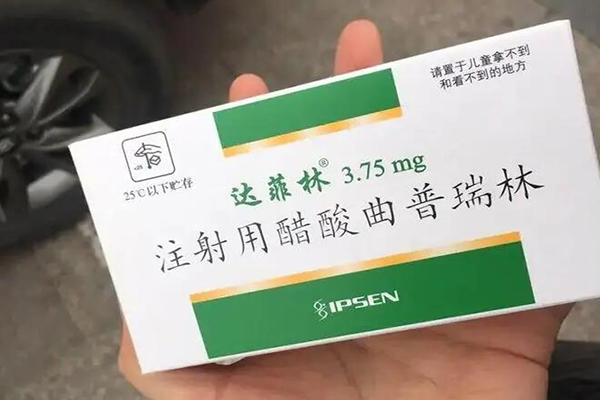 请置于儿童拿不到
和看不到的地方
25℃以下贮存
达菲林® 3.75 mg
注射用醋酸曲普瑞林
IPSEN